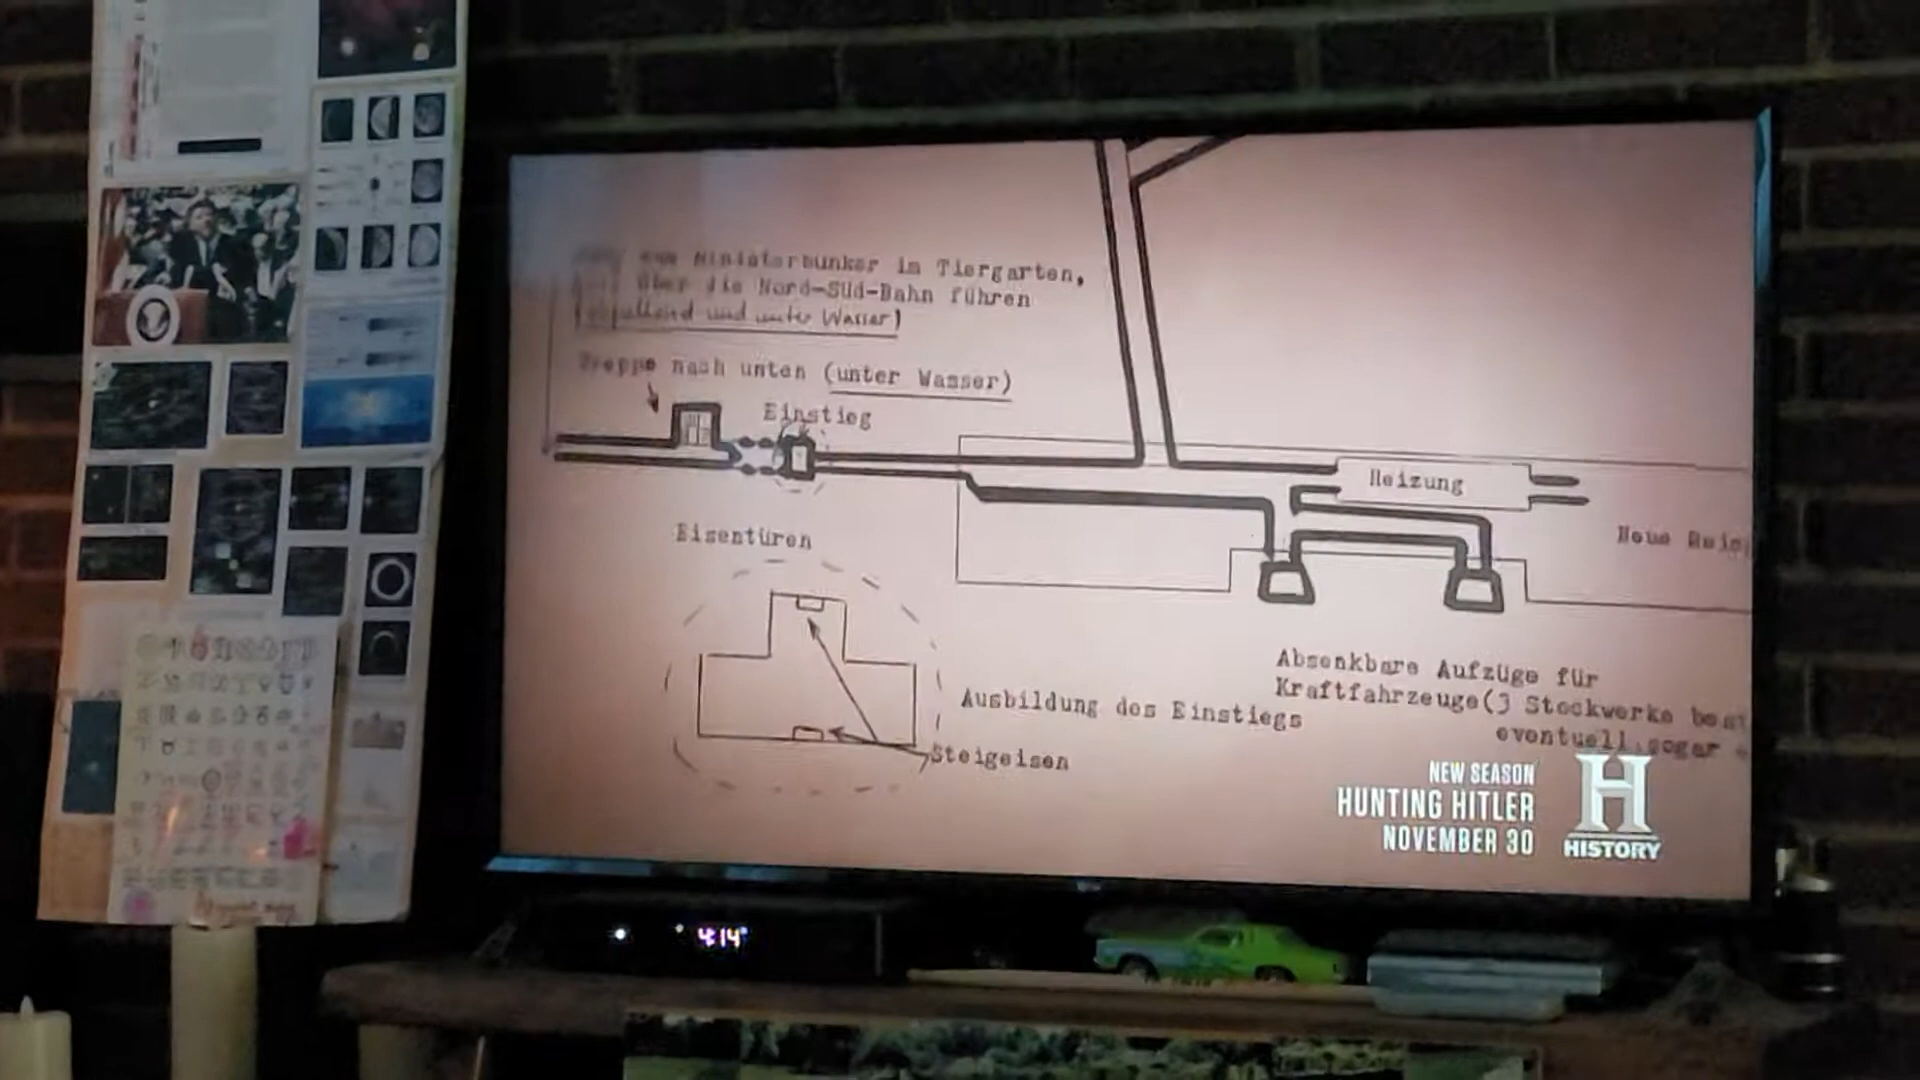 Ministerbunker im Tiergarten,
über die Nord-Süd-Bahn führen
und unter Wasser)
Treppe nach unten (unter Wasser)
Einstieg
Heizung
Eisentüren
Neue
Absenkbare Aufzüge für
Kraftfahrzeuge(3 Stockwerke
eventuell sogar
Ausbildung des Einstiegs
Steigeisen
NEW SEASON
HUNTING HITLER
NOVEMBER 30
H
HISTORY
4:14